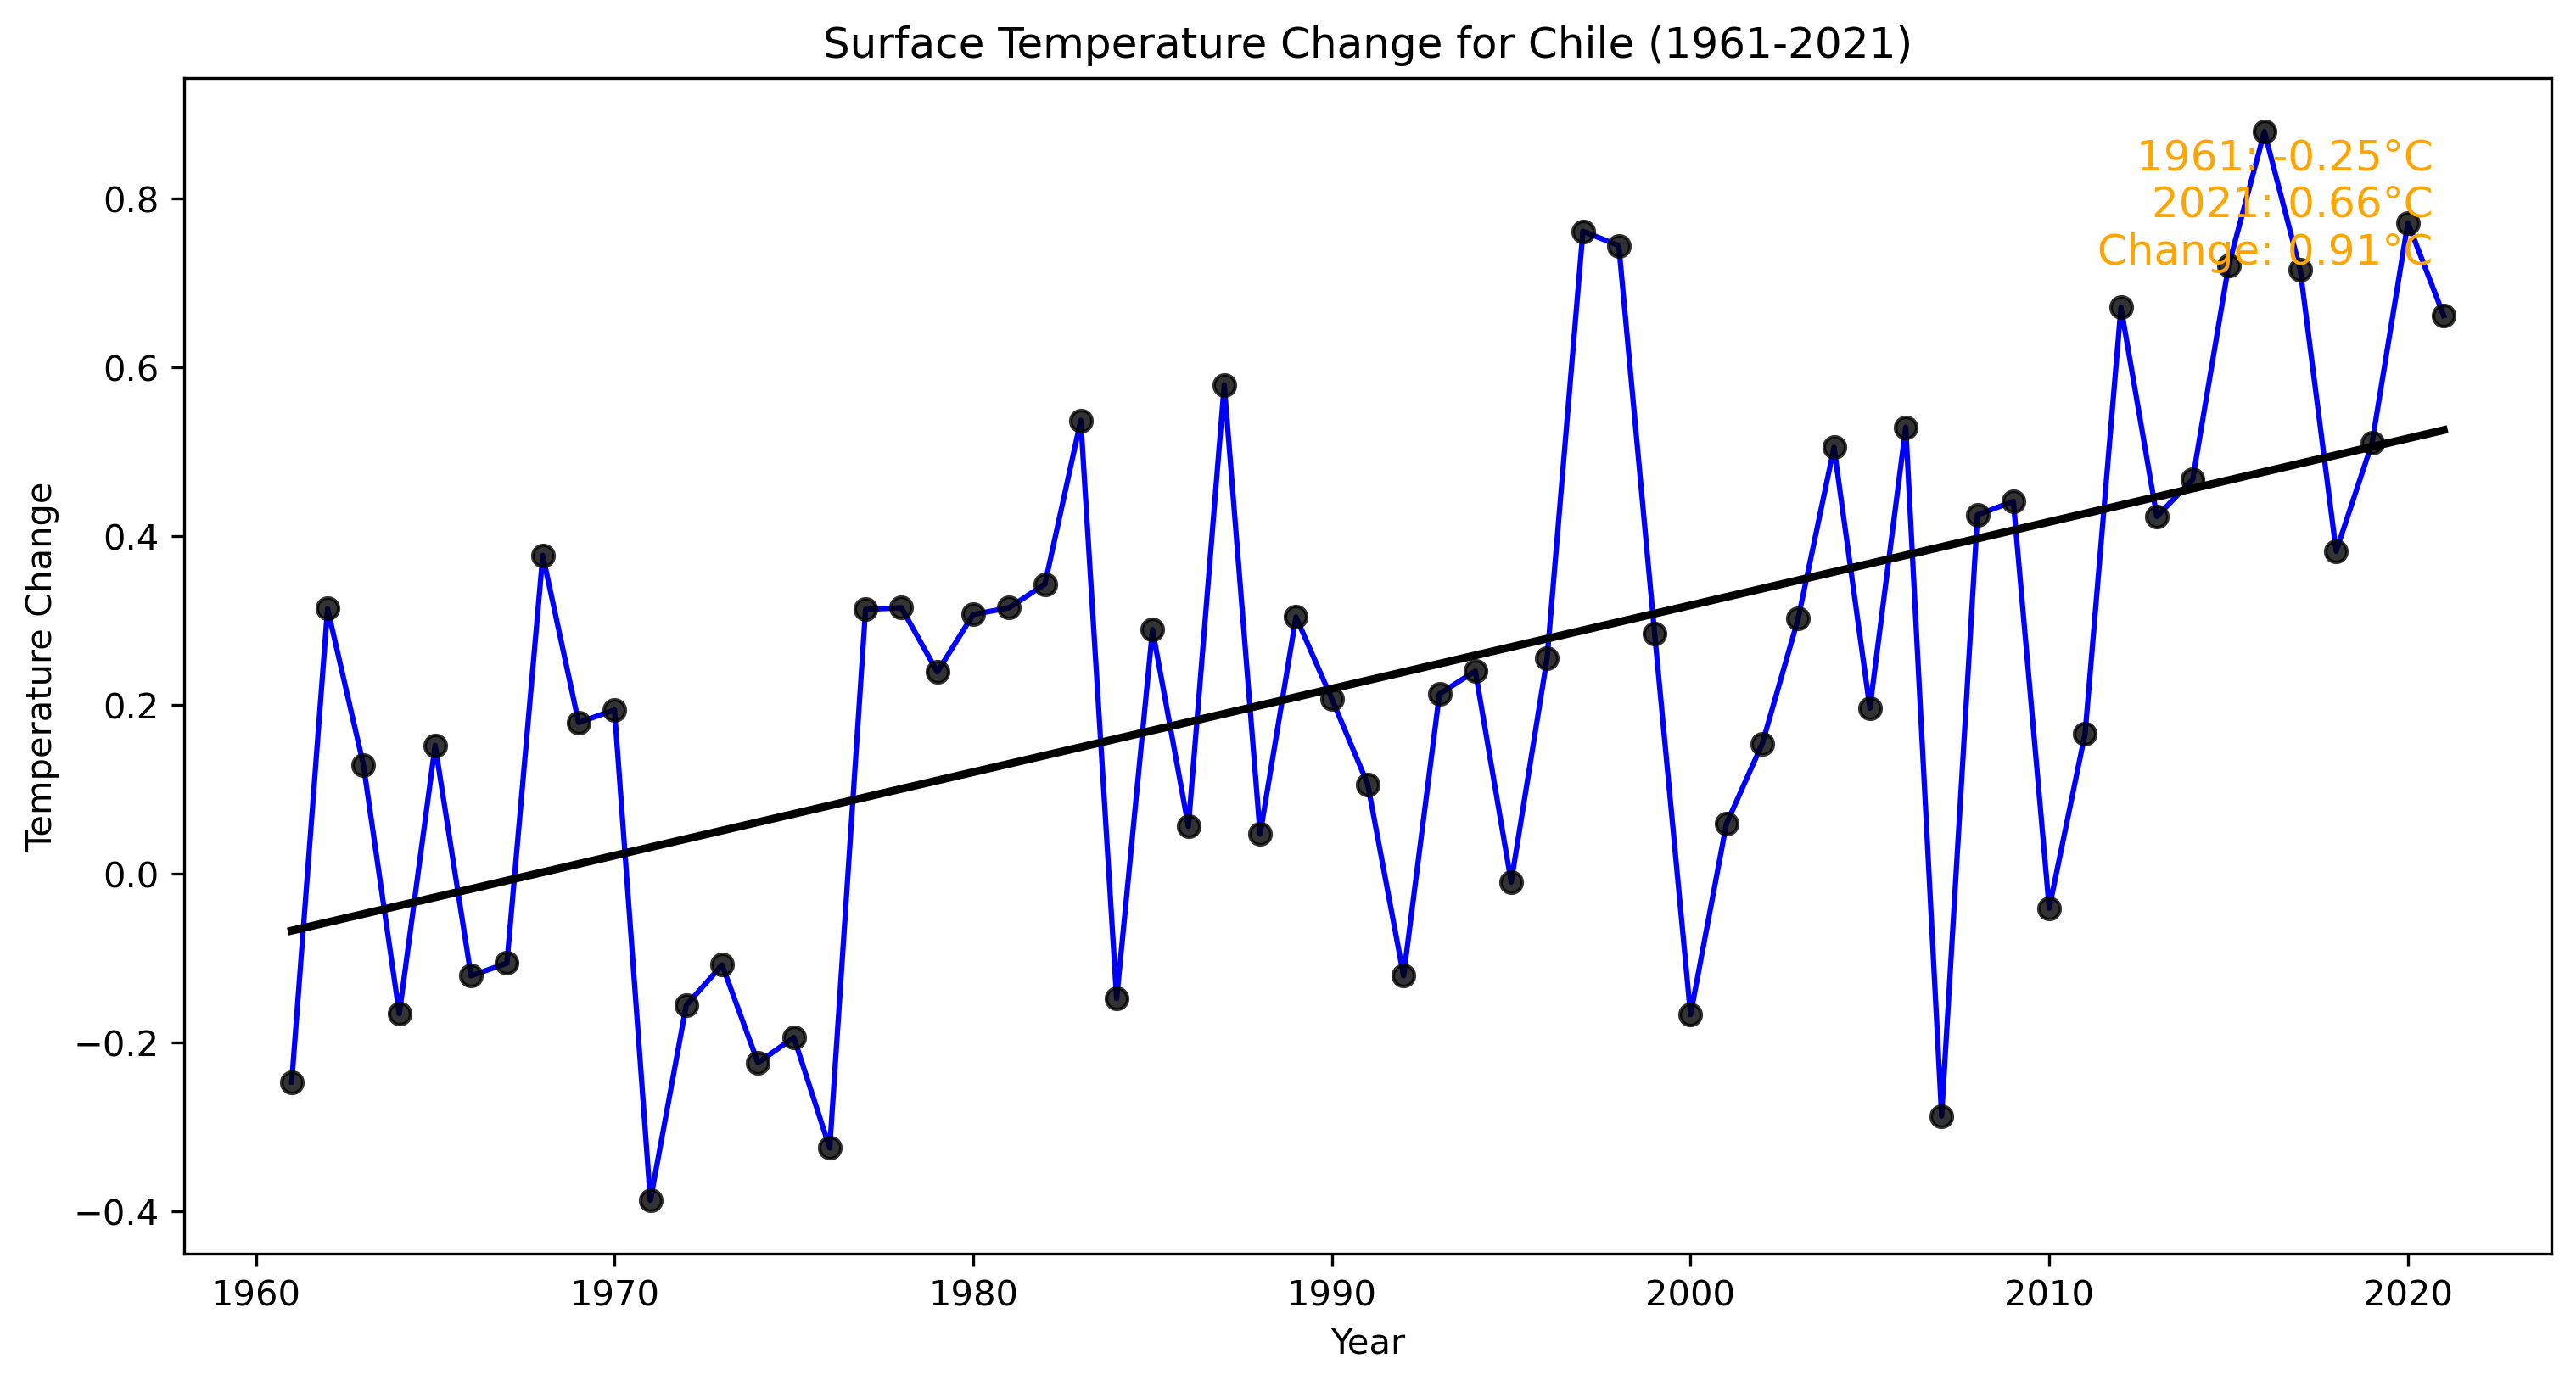 Surface Temperature Change for Chile (1961-2021)
1961: -0.25°C
2021: 0.66°C
Change: 0.91°C
Temperature Change
0.8
0.6
0.4
0.2
0.0
−0.2
−0.4
1960 1970 1980 1990 2000 2010 2020
Year